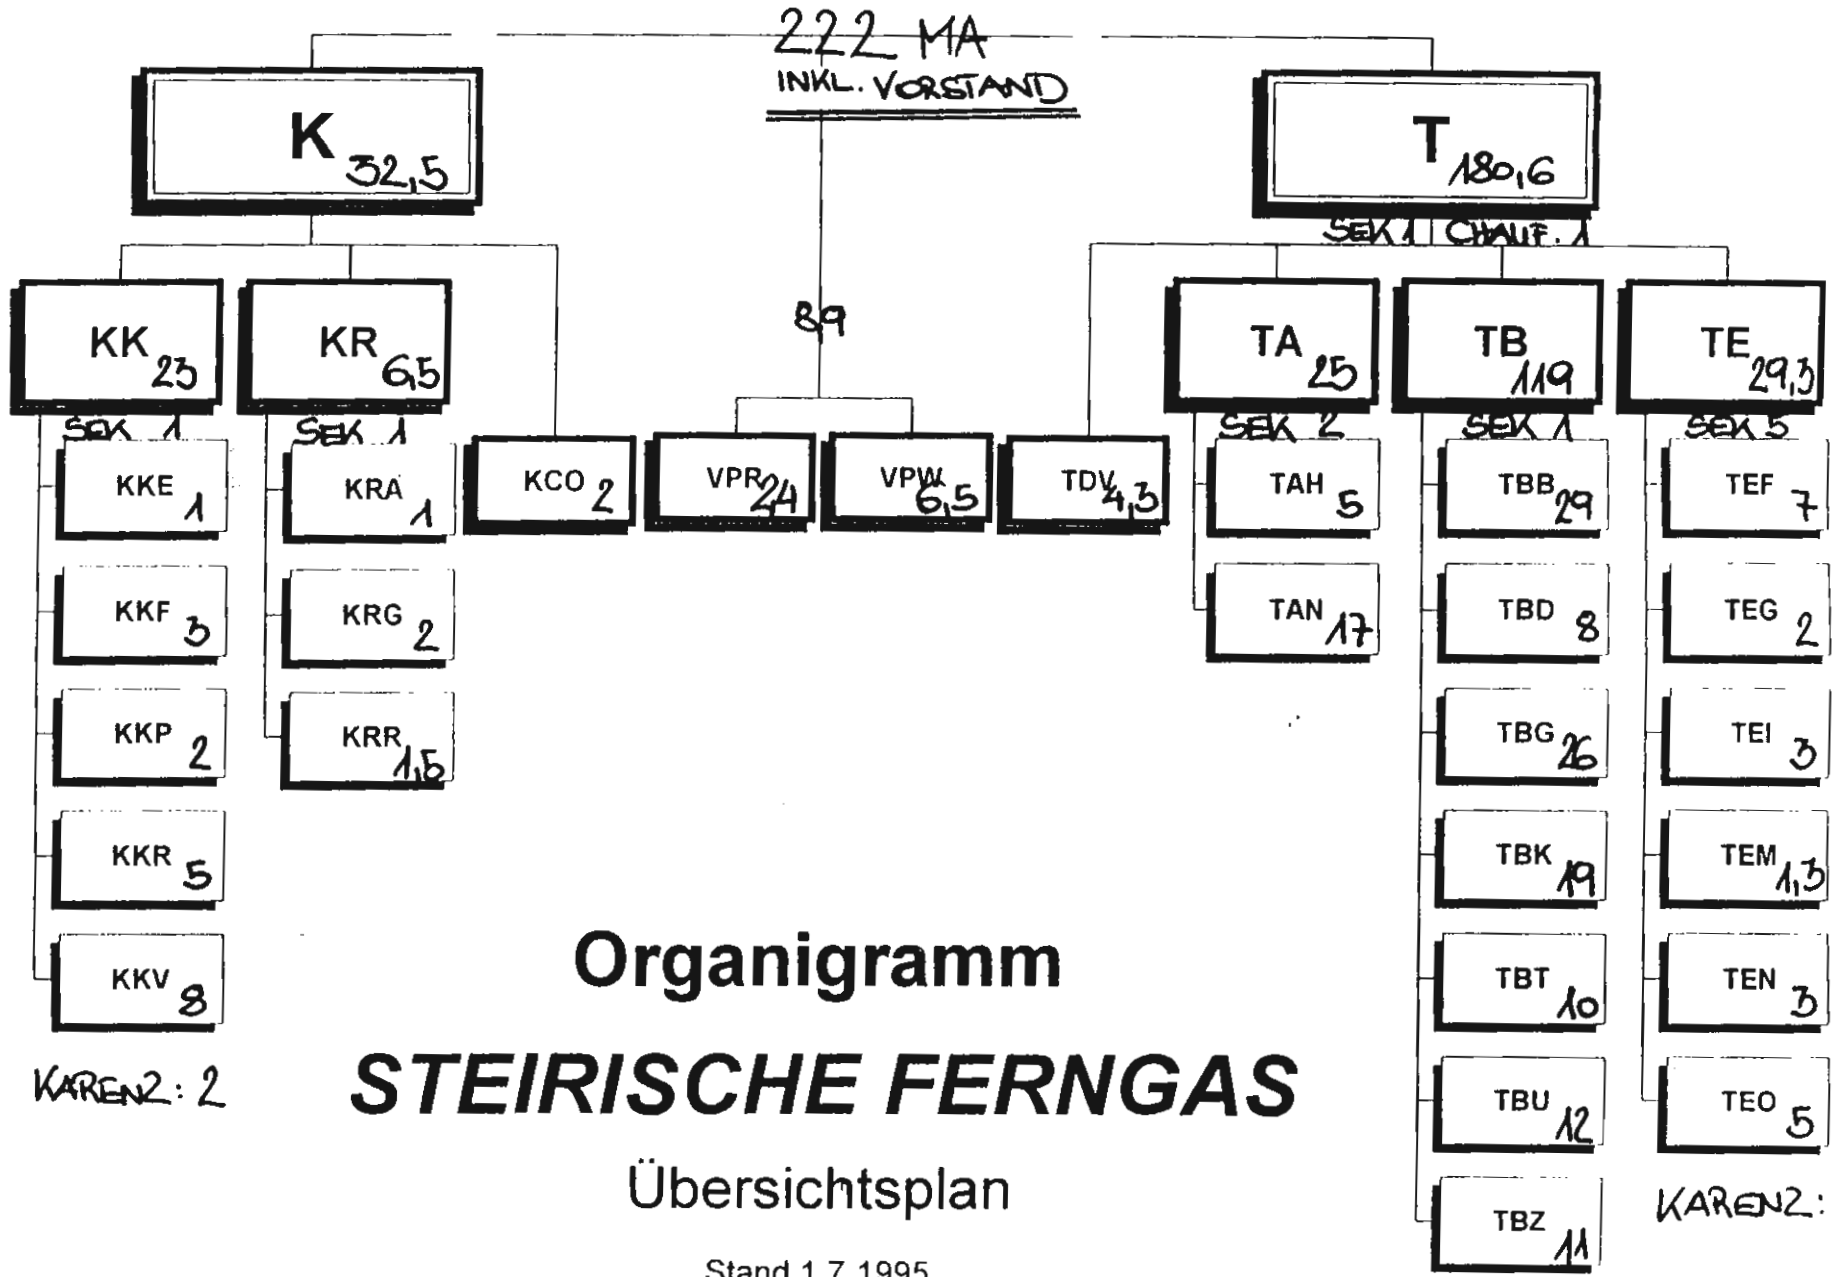 222 MA
INKL. VORSTAND
K 32,5
T 180,6
SEK 1 CHAUF. 1
KK 23
SEK 1
KR 6,5
SEK 1
8,9
TA 25
SEK 2
TB 119
SEK 1
TE 29,3
SEK 5
KCO 2
VPR 2,4
VPW 6,5
TDV 4,3
KKE 1
KKF 3
KKP 2
KKR 5
KKV 8
KARENZ: 2
KRA 1
KRG 2
KRR 1,5
TAH 5
TAN 17
TBB 29
TBD 8
TBG 26
TBK 19
TBT 10
TBU 12
TBZ 11
TEF 7
TEG 2
TEI 3
TEM 1,3
TEN 3
TEO 5
KARENZ:
Organigramm
STEIRISCHE FERNGAS
Übersichtsplan
Stand 1.7.1995